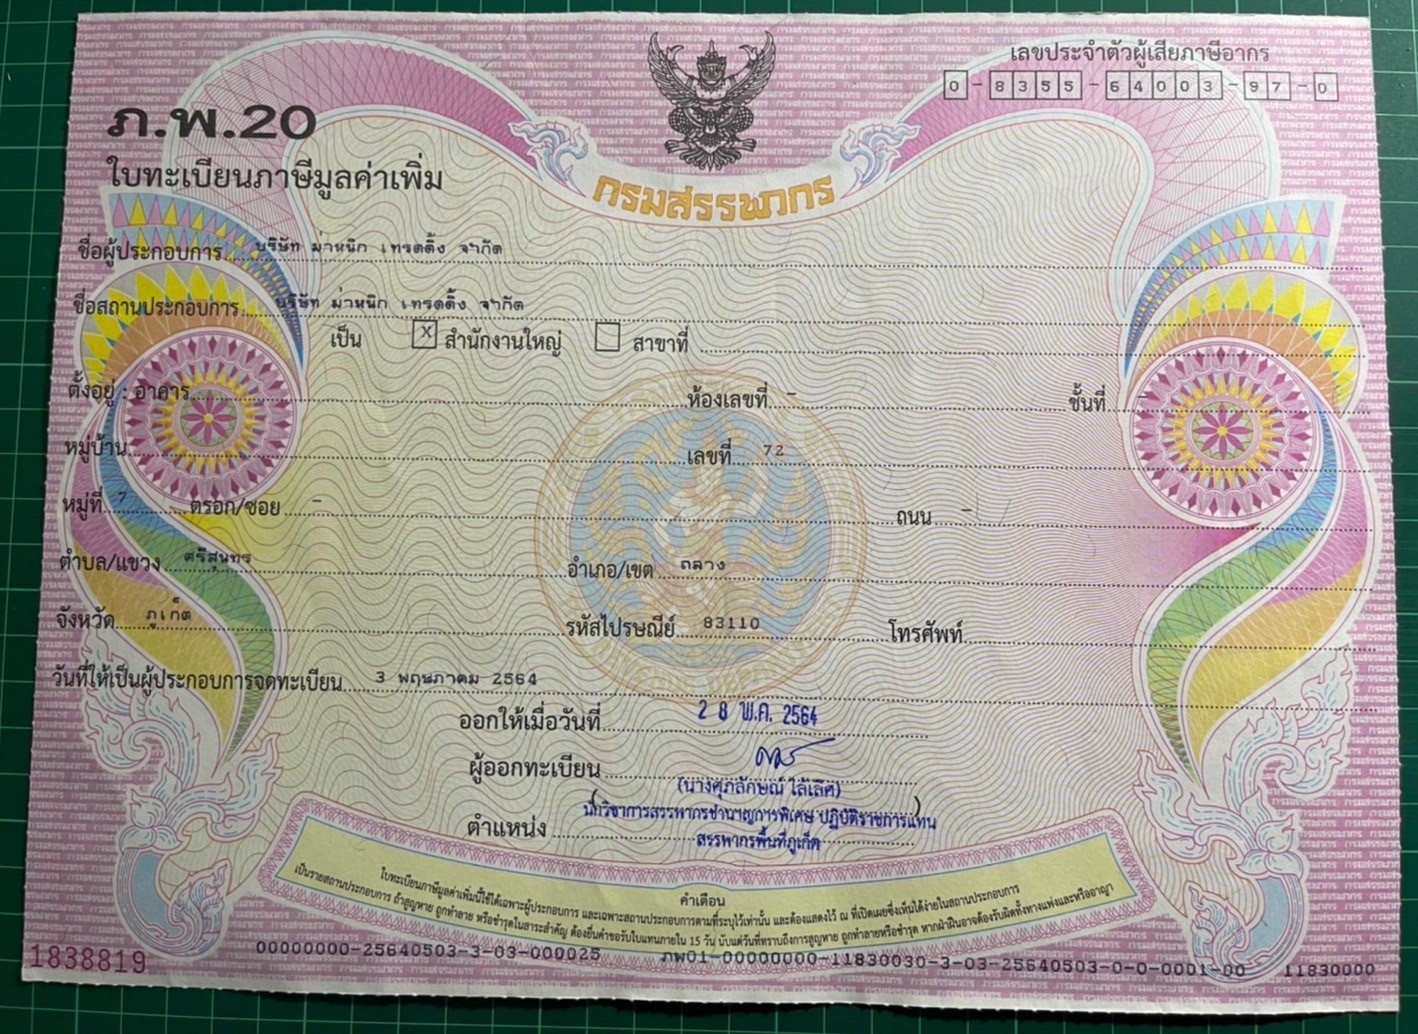 เลขประจำตัวผู้เสียภาษีอากร
0-8355-64003-97-0
ภ.พ.20
ใบทะเบียนภาษีมูลค่าเพิ่ม
กรมสรรพากร
ชื่อผู้ประกอบการ บริษัท ม่าหนิก เทรดดิ้ง จำกัด
ชื่อสถานประกอบการ บริษัท ม่าหนิก เทรดดิ้ง จำกัด
เป็น X สำนักงานใหญ่ สาขาที่
ตั้งอยู่ : อาคาร ห้องเลขที่ - ชั้นที่ -
หมู่บ้าน เลขที่ 72
หมู่ที่ 7 ตรอก/ซอย - ถนน -
ตำบล/แขวง ศรีสุนทร อำเภอ/เขต ถลาง
จังหวัด ภูเก็ต รหัสไปรษณีย์ 83110 โทรศัพท์
วันที่ให้เป็นผู้ประกอบการจดทะเบียน 3 พฤษภาคม 2564
ออกให้เมื่อวันที่ 28 พ.ค. 2564
ผู้ออกทะเบียน
(นางศุภลักษณ์ ไล้เลิศ)
นักวิชาการสรรพากรชำนาญการพิเศษ ปฏิบัติราชการแทน
ตำแหน่ง สรรพากรพื้นที่ภูเก็ต
คำเตือน
ใบทะเบียนภาษีมูลค่าเพิ่มนี้ใช้ได้เฉพาะผู้ประกอบการ และเฉพาะสถานประกอบการตามที่ระบุไว้เท่านั้น และต้องแสดงไว้ ณ ที่เปิดเผยซึ่งเห็นได้ง่ายในสถานประกอบการ
เป็นรายสถานประกอบการ ถ้าสูญหาย ถูกทำลาย หรือชำรุดในสาระสำคัญ ต้องยื่นคำขอรับใบแทนภายใน 15 วัน นับแต่วันที่ทราบถึงการสูญหาย ถูกทำลายหรือชำรุด หากฝ่าฝืนอาจต้องรับผิดทั้งทางแพ่งและหรืออาญา
1838819 00000000-25640503-3-03-000025 ภพ01-00000000-11830030-3-03-25640503-0-0-0001-00 11830000